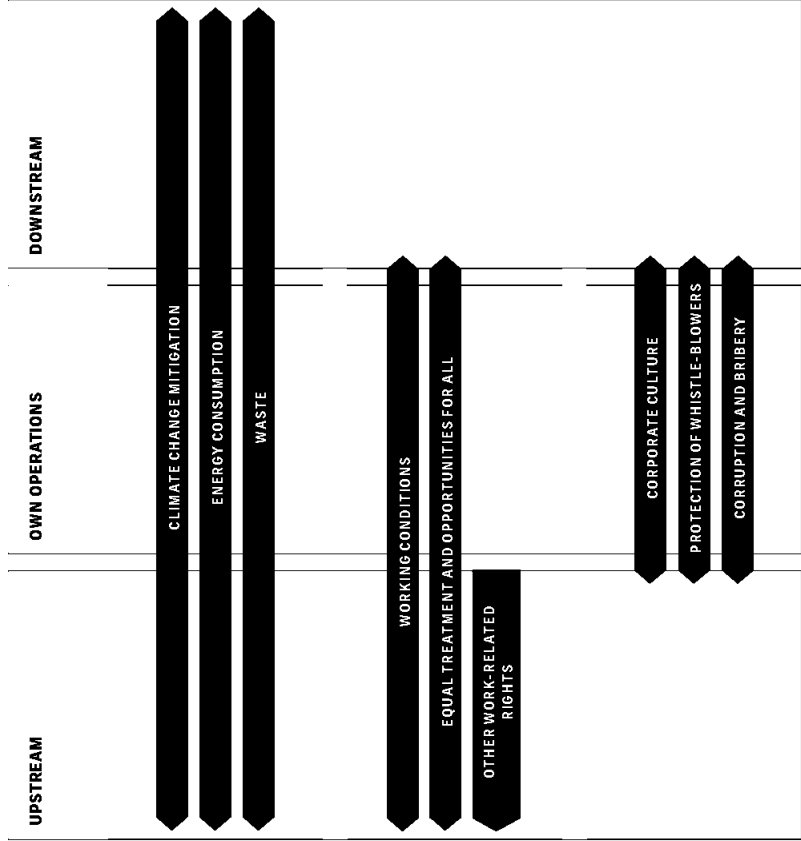 UPSTREAM
OWN OPERATIONS
DOWNSTREAM
CLIMATE CHANGE MITIGATION
ENERGY CONSUMPTION
WASTE
WORKING CONDITIONS
EQUAL TREATMENT AND OPPORTUNITIES FOR ALL
OTHER WORK-RELATED
RIGHTS
CORPORATE CULTURE
PROTECTION OF WHISTLE-BLOWERS
CORRUPTION AND BRIBERY